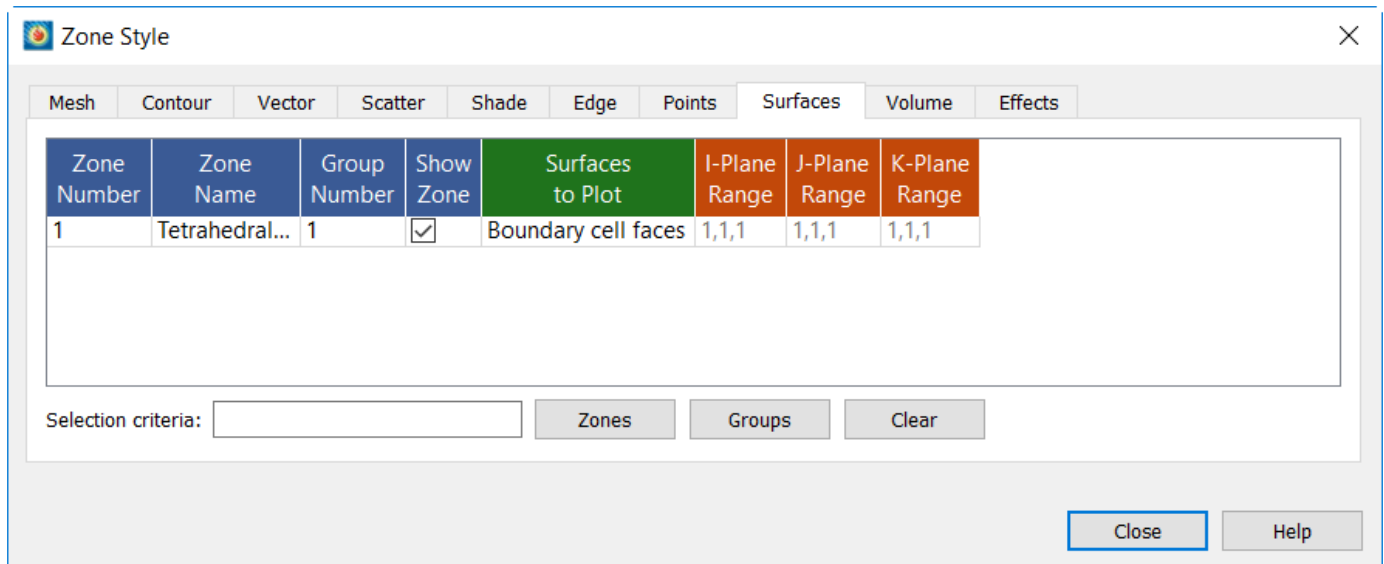 Zone Style
Mesh Contour Vector Scatter Shade Edge Points Surfaces Volume Effects
Zone Number Zone Name Group Number Show Zone Surfaces to Plot I-Plane Range J-Plane Range K-Plane Range
1 Tetrahedral... 1 Boundary cell faces 1,1,1 1,1,1 1,1,1
Selection criteria: Zones Groups Clear
Close Help